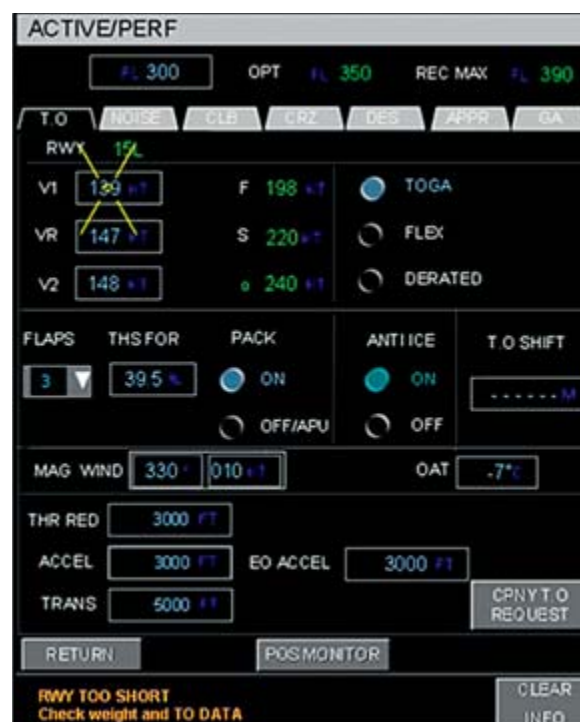 ACTIVE/PERF
FL 300 OPT FL 350 REC MAX FL 390
T.O NOISE CLB CRZ DES APPR GA
RWY 15L
V1 139 KT F 198 KT TOGA
VR 147 KT S 220 KT FLEX
V2 148 KT o 240 KT DERATED
FLAPS THS FOR PACK ANTI ICE T.O SHIFT
3 39.5 % ON ON ------ M
OFF/APU OFF
MAG WIND 330 ° 010 KT OAT -7°C
THR RED 3000 FT
ACCEL 3000 FT EO ACCEL 3000 FT
TRANS 5000 FT
CPNY T.O
REQUEST
RETURN POS MONITOR
RWY TOO SHORT
Check weight and TO DATA
CLEAR
INFO